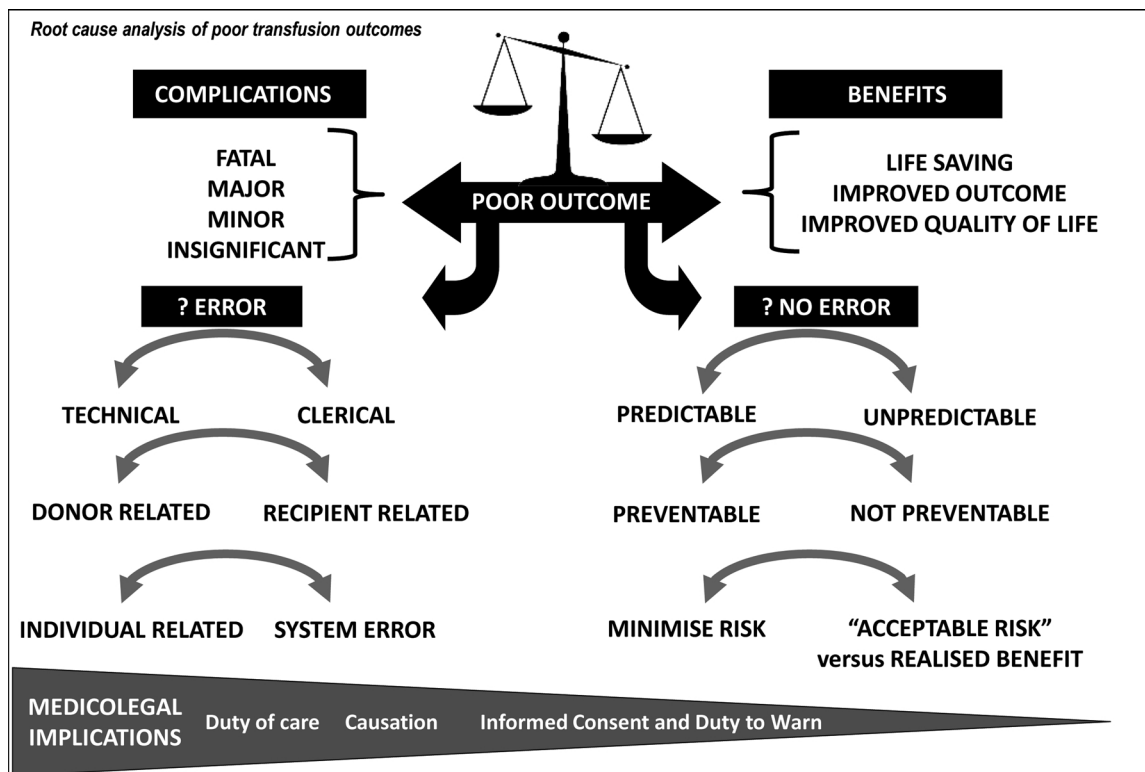 Root cause analysis of poor transfusion outcomes
COMPLICATIONS
BENEFITS
FATAL
MAJOR
MINOR
INSIGNIFICANT
POOR OUTCOME
LIFE SAVING
IMPROVED OUTCOME
IMPROVED QUALITY OF LIFE
? ERROR
? NO ERROR
TECHNICAL
CLERICAL
PREDICTABLE
UNPREDICTABLE
DONOR RELATED
RECIPIENT RELATED
PREVENTABLE
NOT PREVENTABLE
INDIVIDUAL RELATED
SYSTEM ERROR
MINIMISE RISK
“ACCEPTABLE RISK”
versus REALISED BENEFIT
MEDICOLEGAL
IMPLICATIONS
Duty of care
Causation
Informed Consent and Duty to Warn